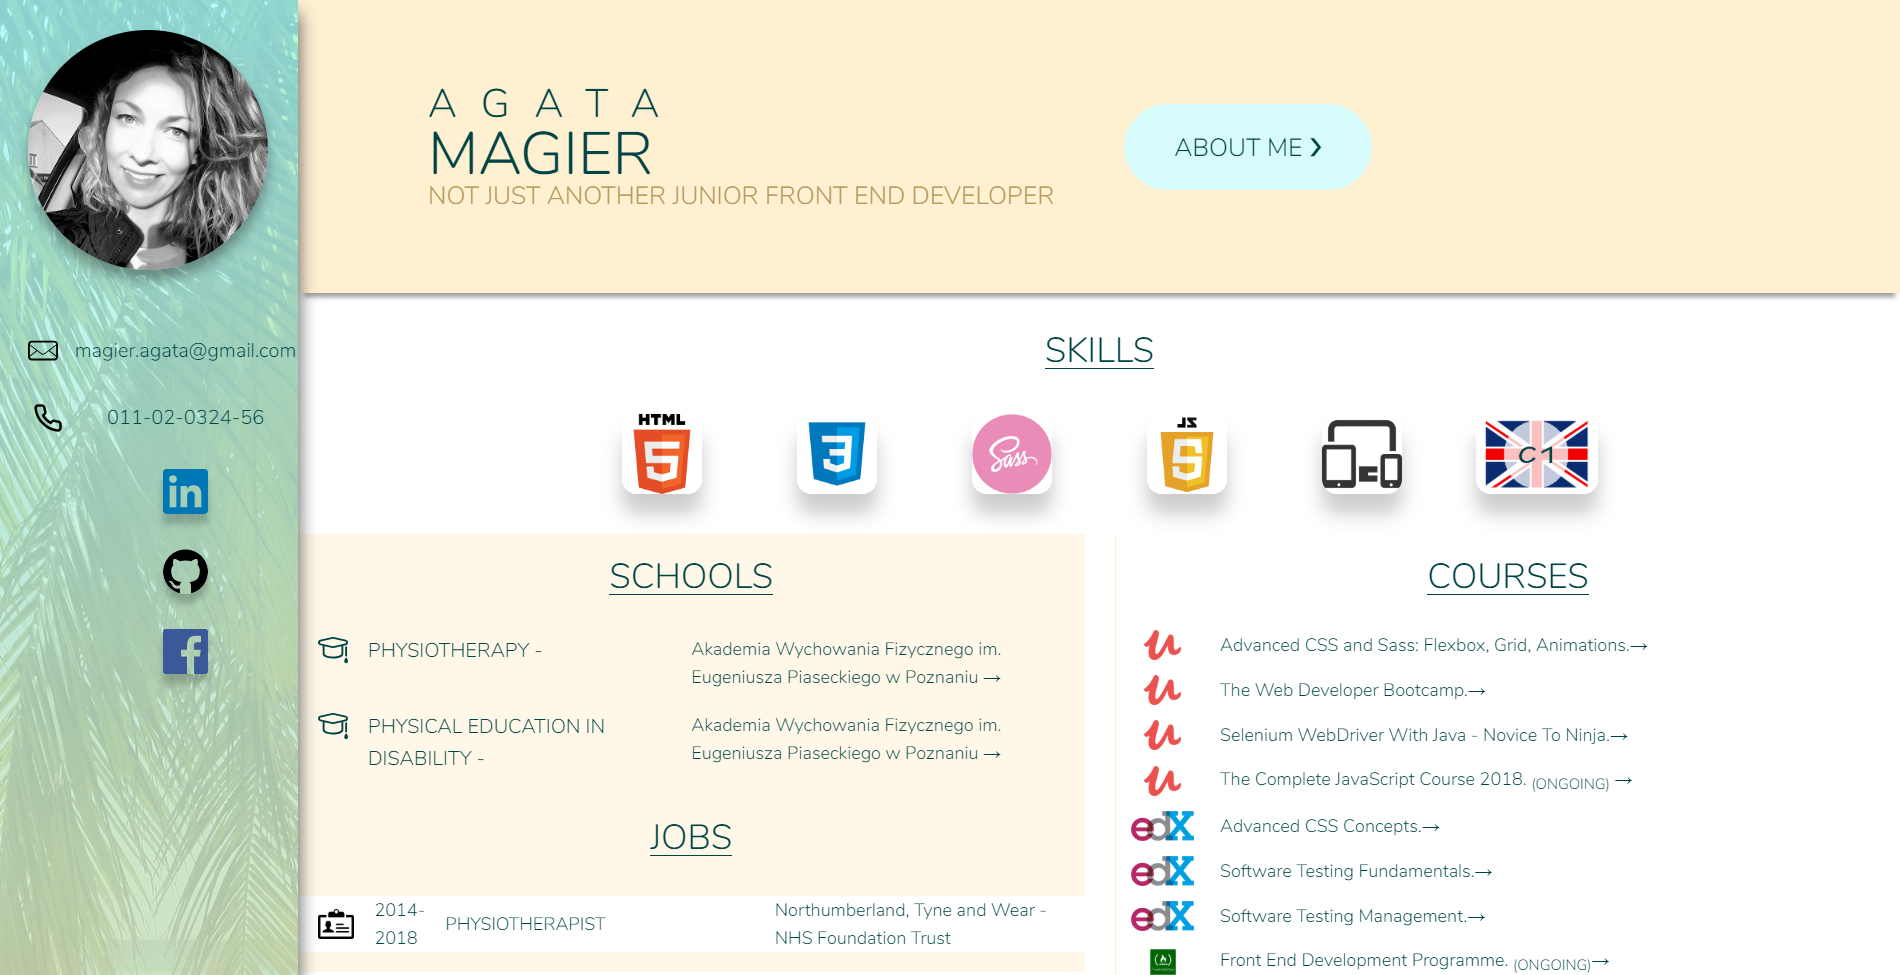 magier.agata@gmail.com
011-02-0324-56
in
f
AGATA
MAGIER
NOT JUST ANOTHER JUNIOR FRONT END DEVELOPER
ABOUT ME ❯
SKILLS
HTML
5
3
Sass
JS
5
C1
SCHOOLS
PHYSIOTHERAPY -
Akademia Wychowania Fizycznego im.
Eugeniusza Piaseckiego w Poznaniu →
PHYSICAL EDUCATION IN
DISABILITY -
Akademia Wychowania Fizycznego im.
Eugeniusza Piaseckiego w Poznaniu →
JOBS
2014-
2018
PHYSIOTHERAPIST
Northumberland, Tyne and Wear -
NHS Foundation Trust
COURSES
u Advanced CSS and Sass: Flexbox, Grid, Animations.→
u The Web Developer Bootcamp.→
u Selenium WebDriver With Java - Novice To Ninja.→
u The Complete JavaScript Course 2018. (ONGOING) →
edX Advanced CSS Concepts.→
edX Software Testing Fundamentals.→
edX Software Testing Management.→
Front End Development Programme. (ONGOING)→